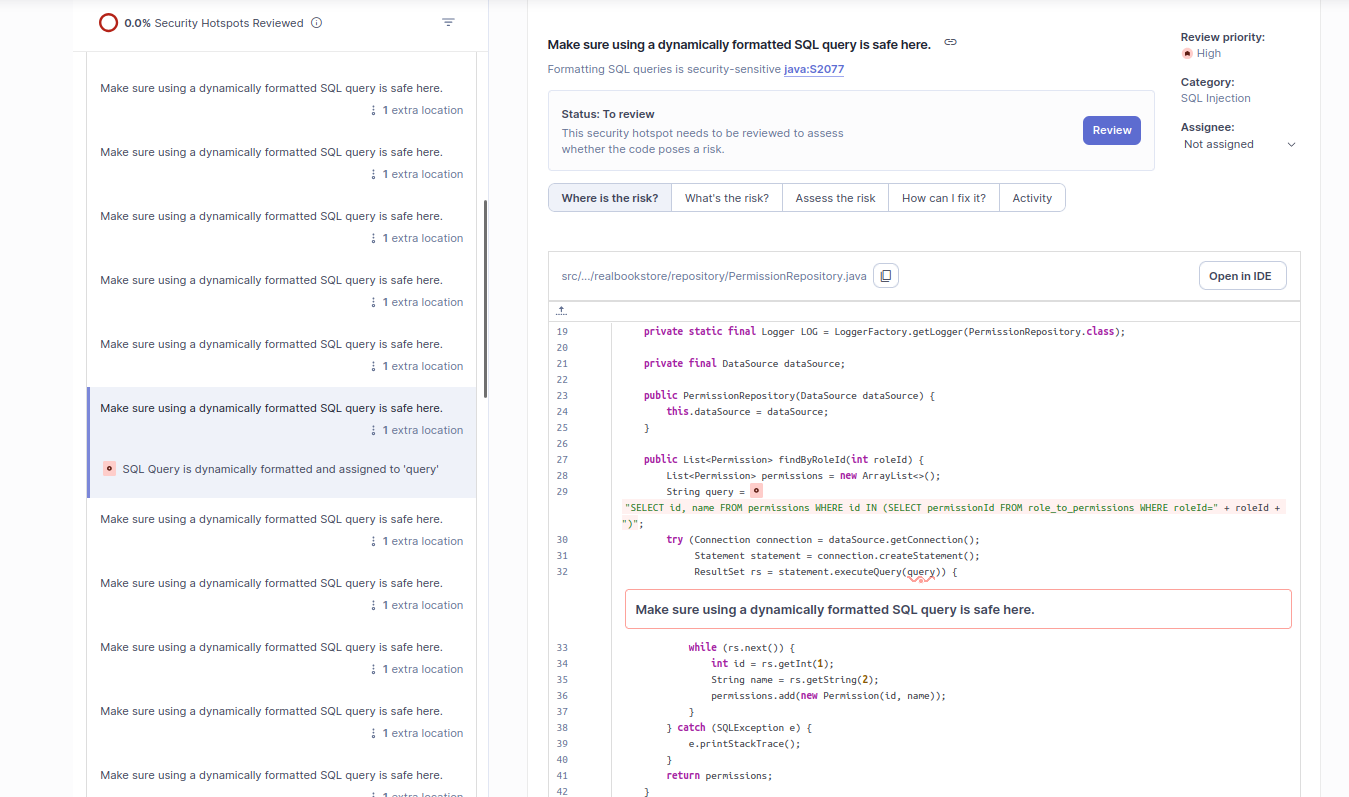 0.0% Security Hotspots Reviewed
Make sure using a dynamically formatted SQL query is safe here.
1 extra location
Make sure using a dynamically formatted SQL query is safe here.
1 extra location
Make sure using a dynamically formatted SQL query is safe here.
1 extra location
Make sure using a dynamically formatted SQL query is safe here.
1 extra location
Make sure using a dynamically formatted SQL query is safe here.
1 extra location
Make sure using a dynamically formatted SQL query is safe here.
1 extra location
SQL Query is dynamically formatted and assigned to 'query'
Make sure using a dynamically formatted SQL query is safe here.
1 extra location
Make sure using a dynamically formatted SQL query is safe here.
1 extra location
Make sure using a dynamically formatted SQL query is safe here.
1 extra location
Make sure using a dynamically formatted SQL query is safe here.
1 extra location
Make sure using a dynamically formatted SQL query is safe here.
1 extra location
Make sure using a dynamically formatted SQL query is safe here.
Formatting SQL queries is security-sensitive java:S2077
Status: To review
This security hotspot needs to be reviewed to assess
whether the code poses a risk.
Review
Review priority:
High
Category:
SQL Injection
Assignee:
Not assigned
Where is the risk? What's the risk? Assess the risk How can I fix it? Activity
src/.../realbookstore/repository/PermissionRepository.java
Open in IDE
19 private static final Logger LOG = LoggerFactory.getLogger(PermissionRepository.class);
20
21 private final DataSource dataSource;
22
23 public PermissionRepository(DataSource dataSource) {
24 this.dataSource = dataSource;
25 }
26
27 public List<Permission> findByRoleId(int roleId) {
28 List<Permission> permissions = new ArrayList<>();
29 String query =
"SELECT id, name FROM permissions WHERE id IN (SELECT permissionId FROM role_to_permissions WHERE roleId=" + roleId +
")";
30 try (Connection connection = dataSource.getConnection();
31 Statement statement = connection.createStatement();
32 ResultSet rs = statement.executeQuery(query)) {
Make sure using a dynamically formatted SQL query is safe here.
33 while (rs.next()) {
34 int id = rs.getInt(1);
35 String name = rs.getString(2);
36 permissions.add(new Permission(id, name));
37 }
38 } catch (SQLException e) {
39 e.printStackTrace();
40 }
41 return permissions;
42 }